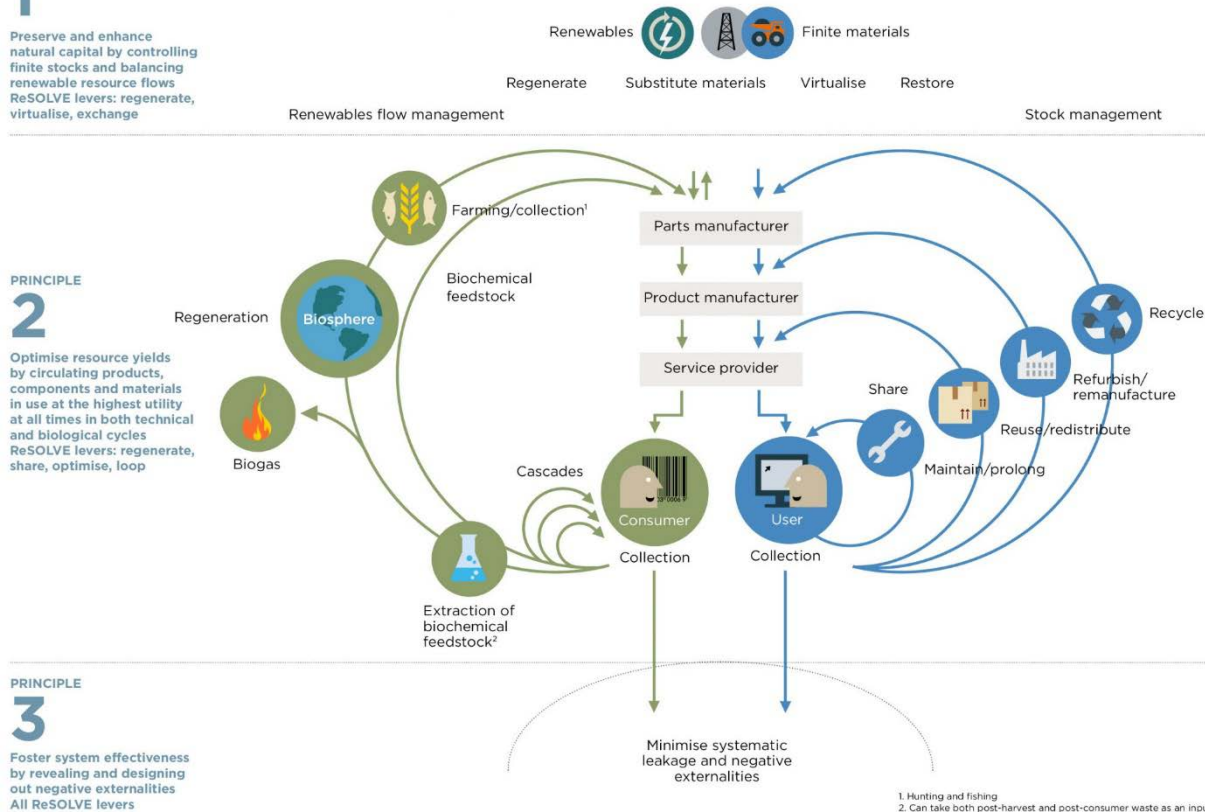 1
Preserve and enhance
natural capital by controlling
finite stocks and balancing
renewable resource flows
ReSOLVE levers: regenerate,
virtualise, exchange
Renewables
Finite materials
Regenerate
Substitute materials
Virtualise
Restore
Renewables flow management
Stock management
PRINCIPLE
2
Optimise resource yields
by circulating products,
components and materials
in use at the highest utility
at all times in both technical
and biological cycles
ReSOLVE levers: regenerate,
share, optimise, loop
Farming/collection¹
Biochemical
feedstock
Regeneration
Biosphere
Biogas
Cascades
Extraction of
biochemical
feedstock²
Parts manufacturer
Product manufacturer
Service provider
Consumer
Collection
User
Collection
Share
Maintain/prolong
Reuse/redistribute
Refurbish/
remanufacture
Recycle
PRINCIPLE
3
Foster system effectiveness
by revealing and designing
out negative externalities
All ReSOLVE levers
Minimise systematic
leakage and negative
externalities
1. Hunting and fishing
2. Can take both post-harvest and post-consumer waste as an inpu